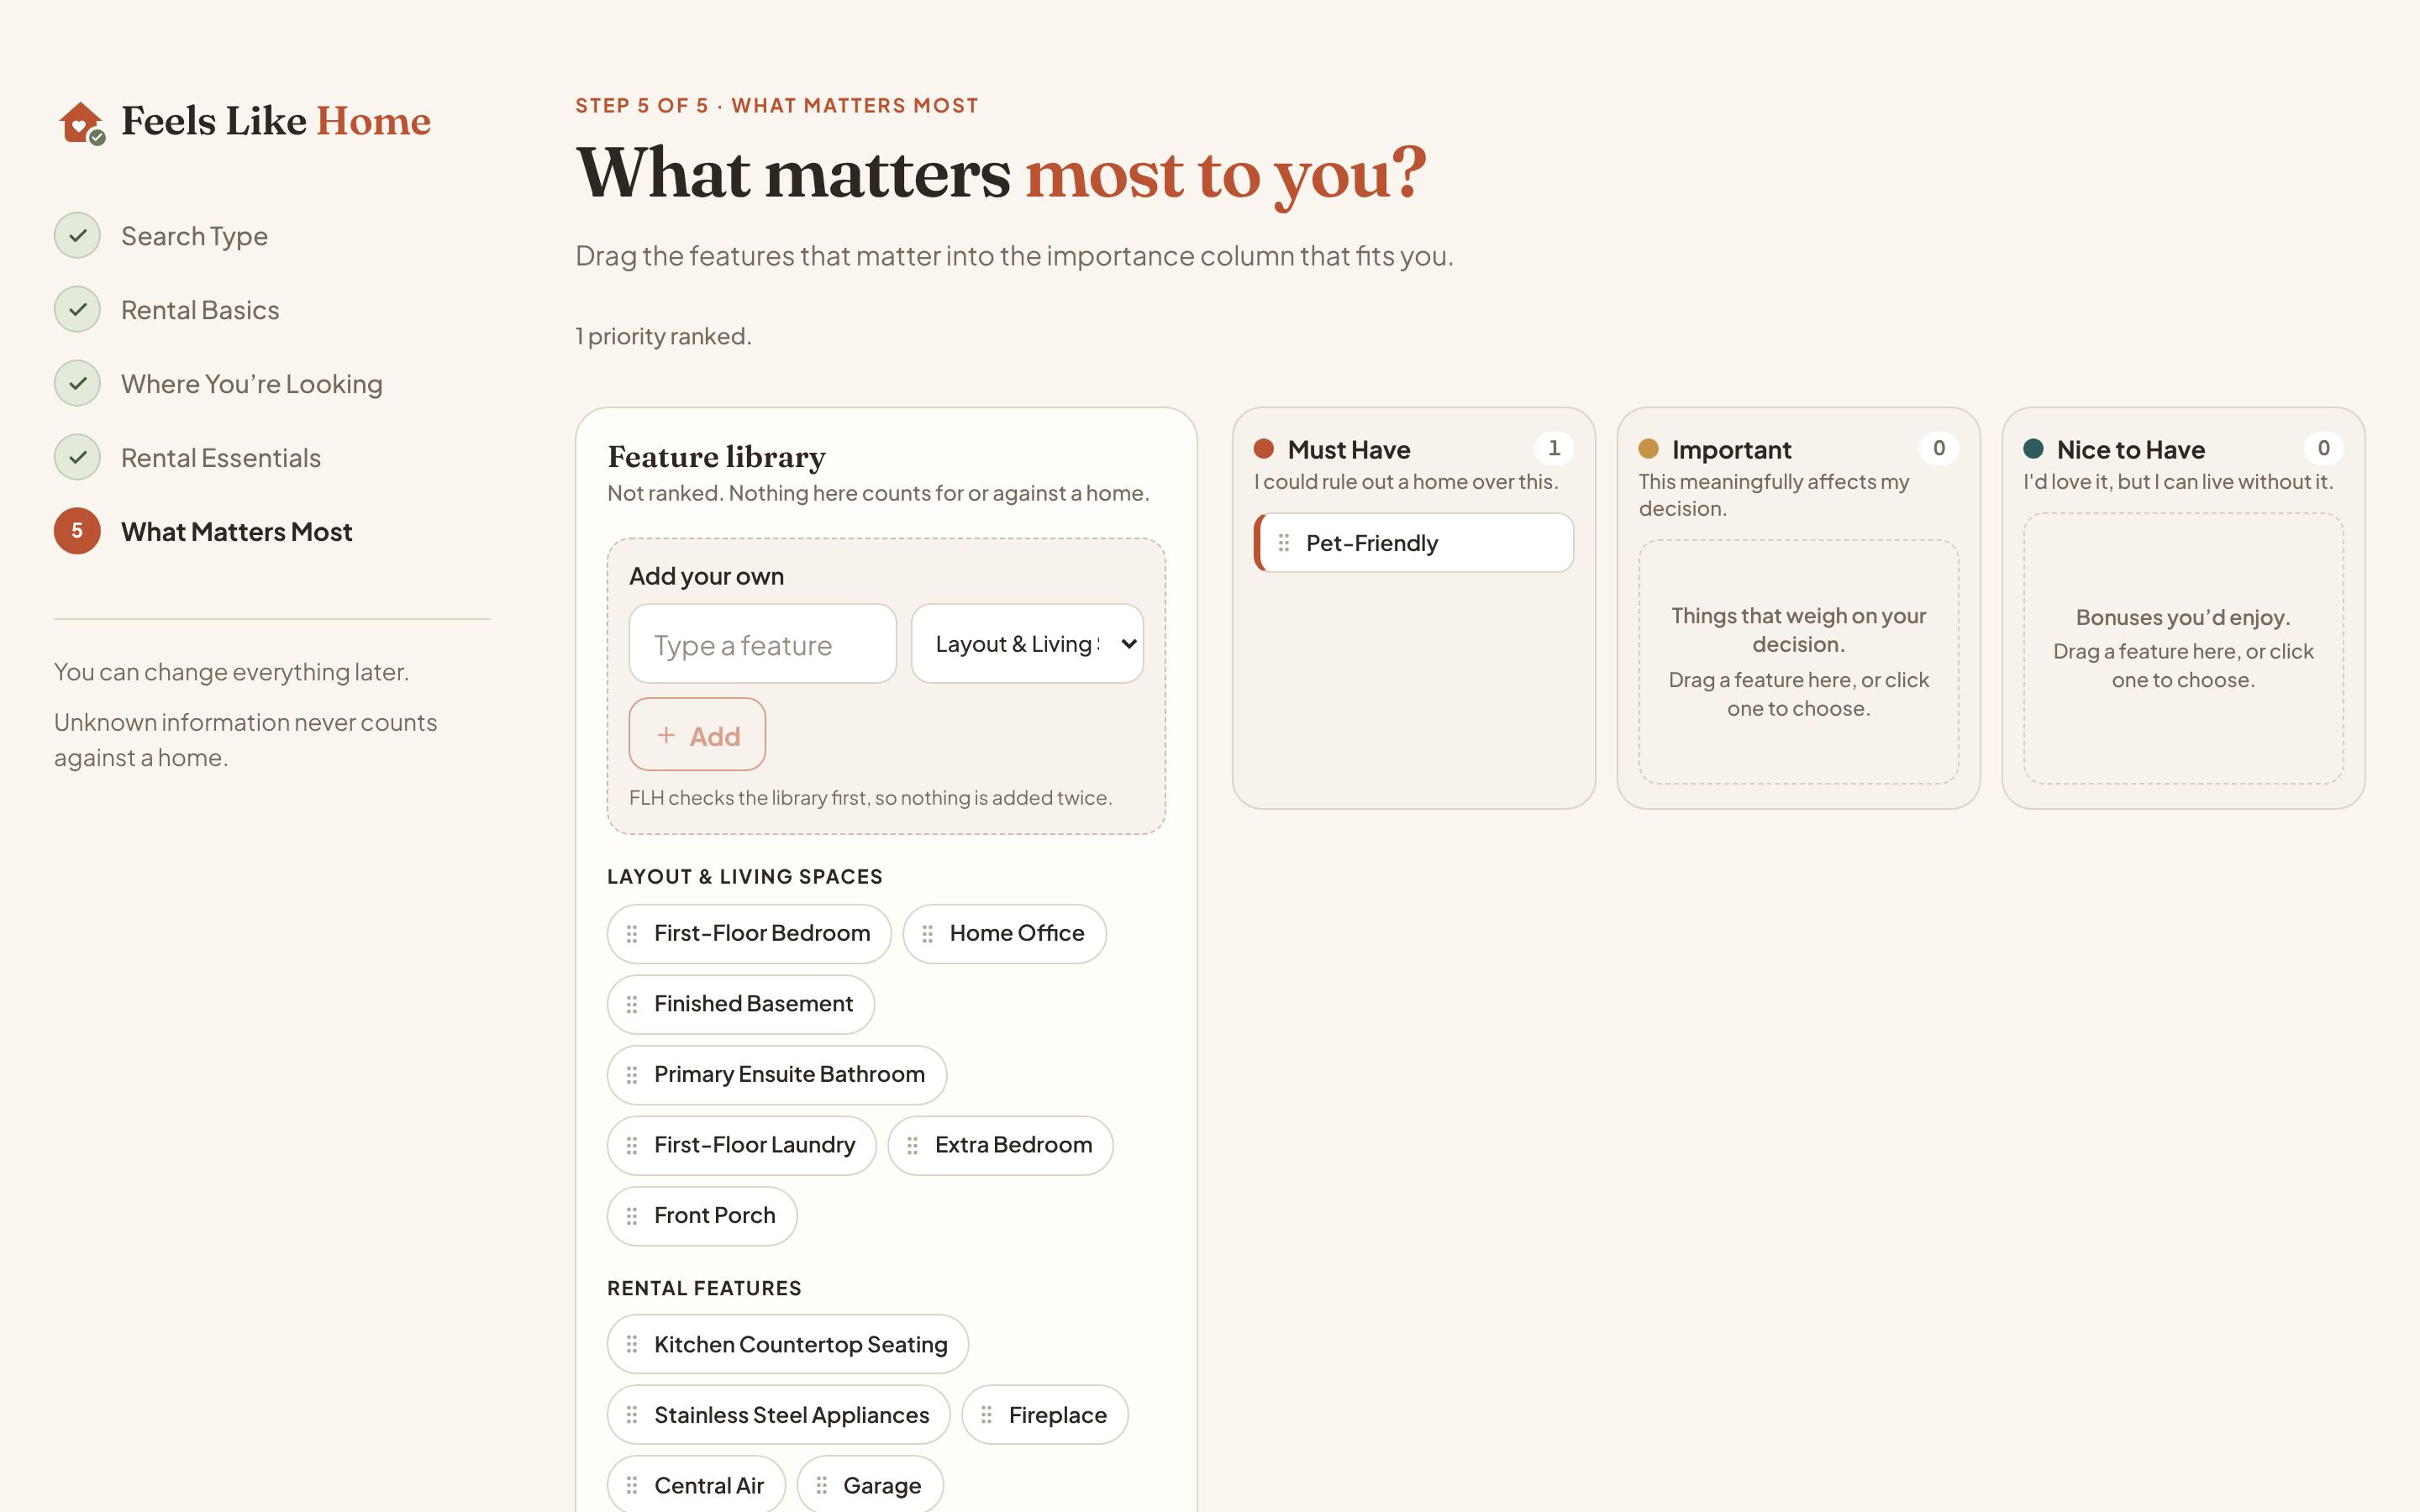 Feels Like Home
Search Type
Rental Basics
Where You’re Looking
Rental Essentials
5 What Matters Most
You can change everything later.
Unknown information never counts
against a home.
STEP 5 OF 5 · WHAT MATTERS MOST
What matters most to you?
Drag the features that matter into the importance column that fits you.
1 priority ranked.
Feature library
Not ranked. Nothing here counts for or against a home.
Add your own
Type a feature
Layout & Living
+ Add
FLH checks the library first, so nothing is added twice.
LAYOUT & LIVING SPACES
First-Floor Bedroom
Home Office
Finished Basement
Primary Ensuite Bathroom
First-Floor Laundry
Extra Bedroom
Front Porch
RENTAL FEATURES
Kitchen Countertop Seating
Stainless Steel Appliances
Fireplace
Central Air
Garage
Must Have 1
I could rule out a home over this.
Pet-Friendly
Important 0
This meaningfully affects my
decision.
Things that weigh on your
decision.
Drag a feature here, or click
one to choose.
Nice to Have 0
I'd love it, but I can live without it.
Bonuses you’d enjoy.
Drag a feature here, or click
one to choose.